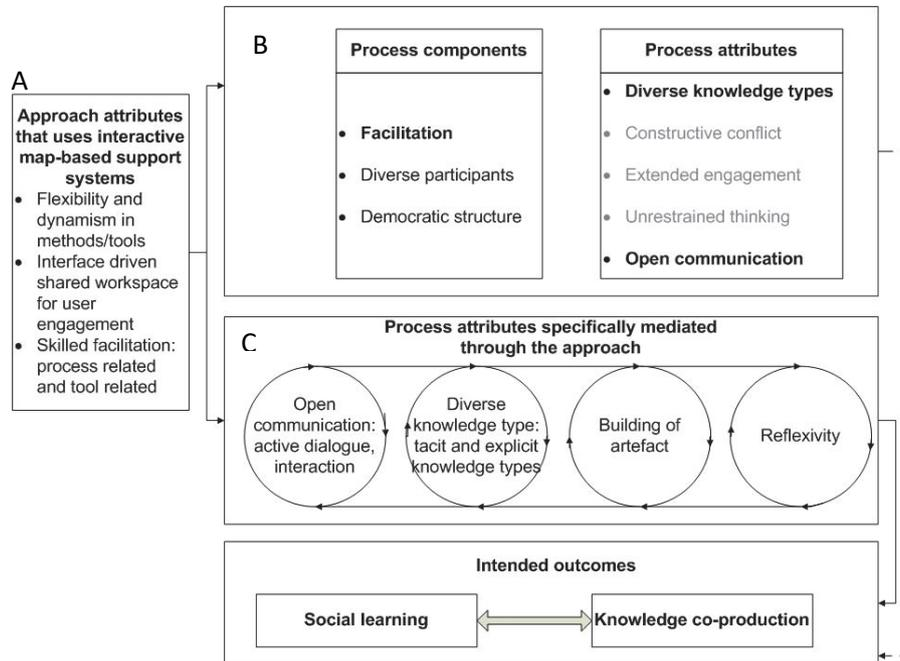 A
Approach attributes
that uses interactive
map-based support
systems
• Flexibility and
dynamism in
methods/tools
• Interface driven
shared workspace
for user
engagement
• Skilled facilitation:
process related
and tool related
B
Process components
• Facilitation
• Diverse participants
• Democratic structure
Process attributes
• Diverse knowledge types
• Constructive conflict
• Extended engagement
• Unrestrained thinking
• Open communication
C
Process attributes specifically mediated
through the approach
Open
communication:
active dialogue,
interaction
Diverse
knowledge type:
tacit and explicit
knowledge types
Building of
artefact
Reflexivity
Intended outcomes
Social learning
Knowledge co-production